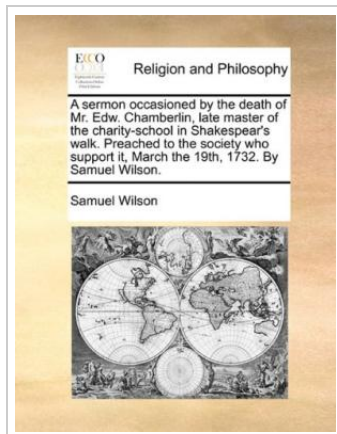 ECCO
Religion and Philosophy
A sermon occasioned by the death of
Mr. Edw. Chamberlin, late master of
the charity-school in Shakespear's
walk. Preached to the society who
support it, March the 19th, 1732. By
Samuel Wilson.
Samuel Wilson